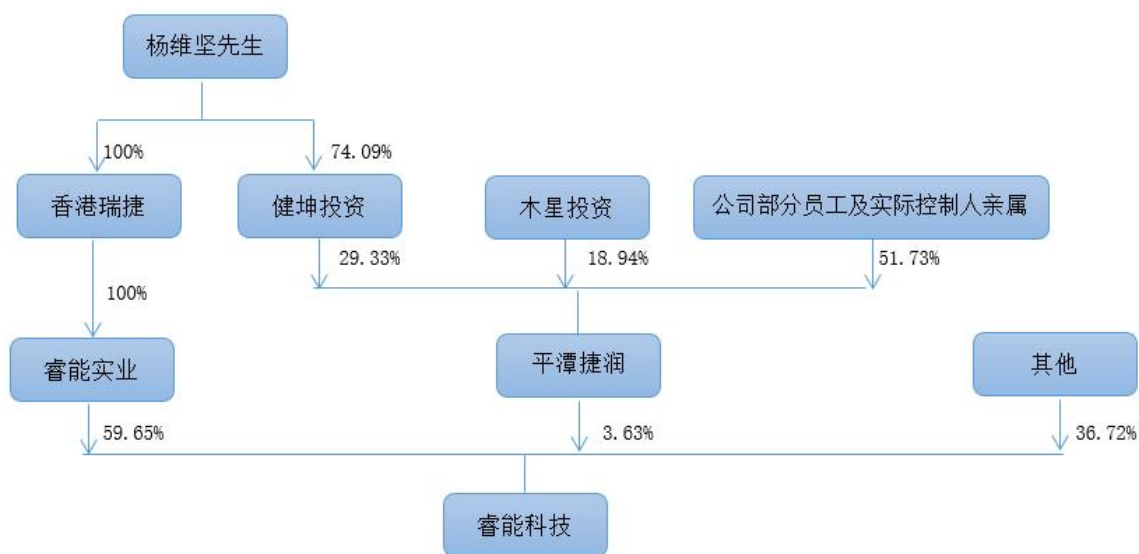 杨维坚先生
100%
74.09%
香港瑞捷
健坤投资
木星投资
公司部分员工及实际控制人亲属
29.33%
18.94%
51.73%
100%
睿能实业
平潭捷润
其他
59.65%
3.63%
36.72%
睿能科技